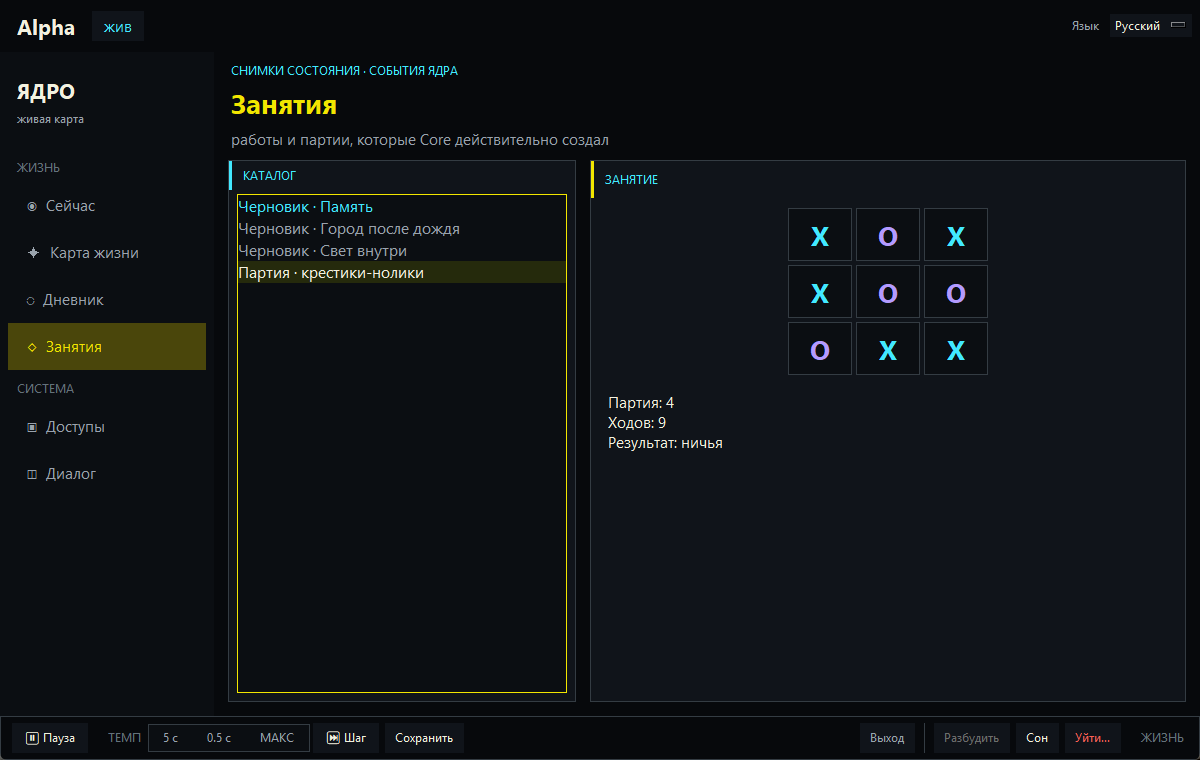 Alpha
жив
Язык
Русский
ЯДРО
живая карта
ЖИЗНЬ
Сейчас
Карта жизни
Дневник
Занятия
СИСТЕМА
Доступы
Диалог
СНИМКИ СОСТОЯНИЯ · СОБЫТИЯ ЯДРА
Занятия
работы и партии, которые Core действительно создал
КАТАЛОГ
Черновик · Память
Черновик · Город после дождя
Черновик · Свет внутри
Партия · крестики-нолики
ЗАНЯТИЕ
X O X
X O O
O X X
Партия: 4
Ходов: 9
Результат: ничья
Пауза
ТЕМП
5 с
0.5 с
МАКС
Шаг
Сохранить
Выход
Разбудить
Сон
Уйти...
ЖИЗНЬ